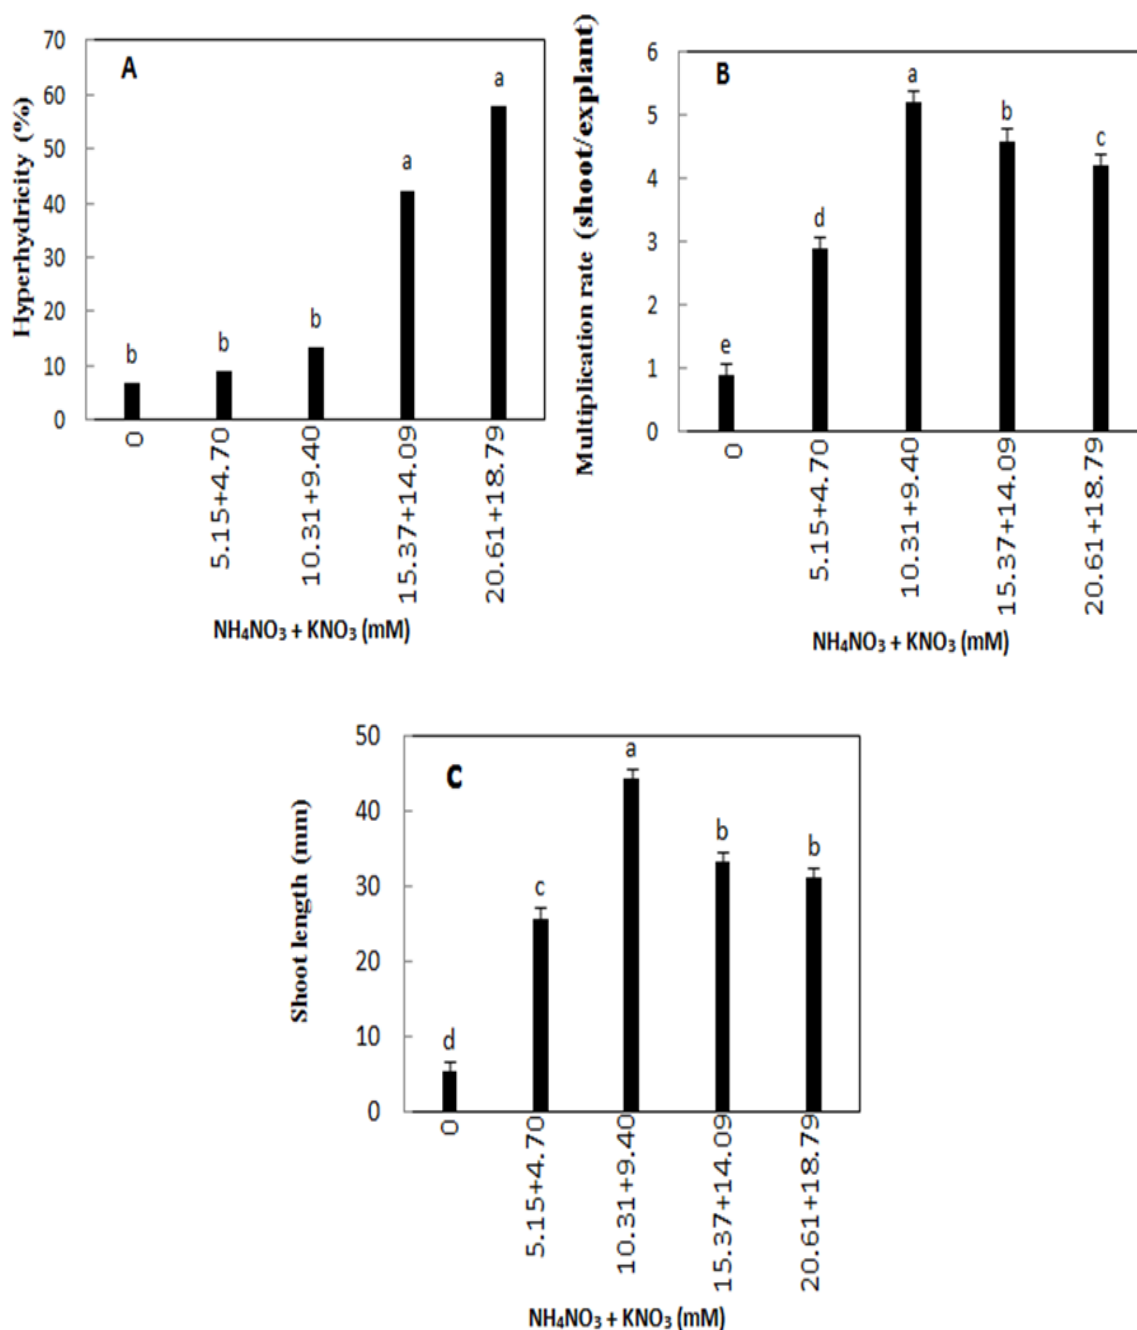 A
Hyperhydricity (%)
70
60
50
40
30
20
10
0
b
b
b
a
a
0
5.15+4.70
10.31+9.40
15.37+14.09
20.61+18.79
NH₄NO₃ + KNO₃ (mM)
B
Multiplication rate (shoot/explant)
6
5
4
3
2
1
0
e
d
a
b
c
0
5.15+4.70
10.31+9.40
15.37+14.09
20.61+18.79
NH₄NO₃ + KNO₃ (mM)
C
Shoot length (mm)
50
40
30
20
10
0
d
c
a
b
b
0
5.15+4.70
10.31+9.40
15.37+14.09
20.61+18.79
NH₄NO₃ + KNO₃ (mM)